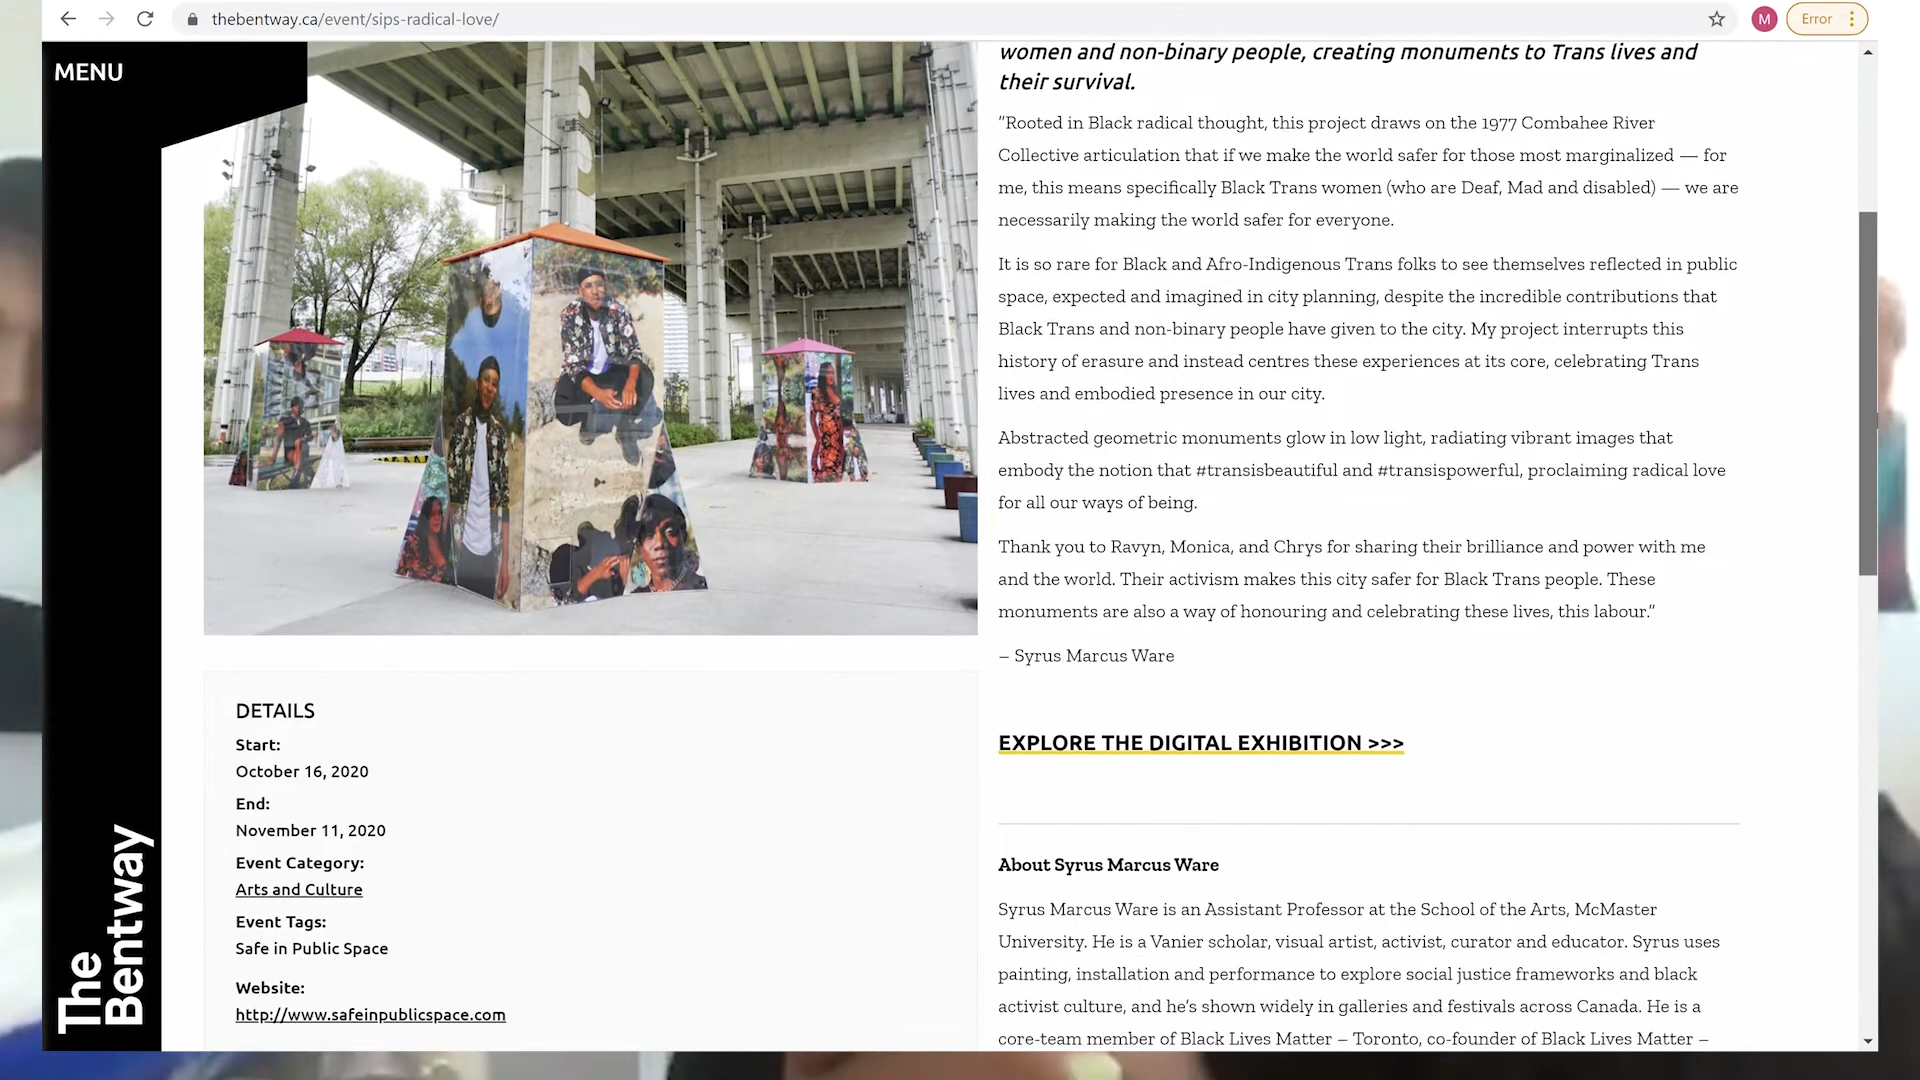 thebentway.ca/event/sips-radical-love/
M
Error
MENU
The
Bentway
women and non-binary people, creating monuments to Trans lives and
their survival.
"Rooted in Black radical thought, this project draws on the 1977 Combahee River
Collective articulation that if we make the world safer for those most marginalized — for
me, this means specifically Black Trans women (who are Deaf, Mad and disabled) — we are
necessarily making the world safer for everyone.
It is so rare for Black and Afro-Indigenous Trans folks to see themselves reflected in public
space, expected and imagined in city planning, despite the incredible contributions that
Black Trans and non-binary people have given to the city. My project interrupts this
history of erasure and instead centres these experiences at its core, celebrating Trans
lives and embodied presence in our city.
Abstracted geometric monuments glow in low light, radiating vibrant images that
embody the notion that #transisbeautiful and #transispowerful, proclaiming radical love
for all our ways of being.
Thank you to Ravyn, Monica, and Chrys for sharing their brilliance and power with me
and the world. Their activism makes this city safer for Black Trans people. These
monuments are also a way of honouring and celebrating these lives, this labour."
– Syrus Marcus Ware
EXPLORE THE DIGITAL EXHIBITION >>>
About Syrus Marcus Ware
Syrus Marcus Ware is an Assistant Professor at the School of the Arts, McMaster
University. He is a Vanier scholar, visual artist, activist, curator and educator. Syrus uses
painting, installation and performance to explore social justice frameworks and black
activist culture, and he's shown widely in galleries and festivals across Canada. He is a
core-team member of Black Lives Matter – Toronto, co-founder of Black Lives Matter –
DETAILS
Start:
October 16, 2020
End:
November 11, 2020
Event Category:
Arts and Culture
Event Tags:
Safe in Public Space
Website:
http://www.safeinpublicspace.com